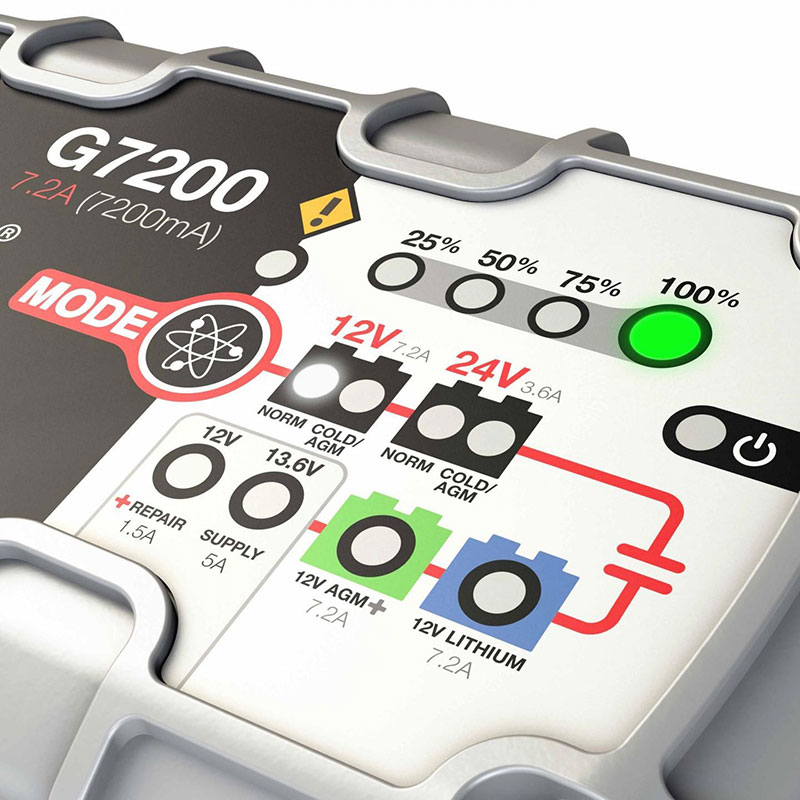 G7200
7.2A (7200mA)
®
!
25% 50% 75% 100%
MODE
12V 7.2A
24V 3.6A
NORM COLD/
AGM
NORM COLD/
AGM
12V 13.6V
+REPAIR
1.5A
SUPPLY
5A
12V AGM+
7.2A
12V LITHIUM
7.2A